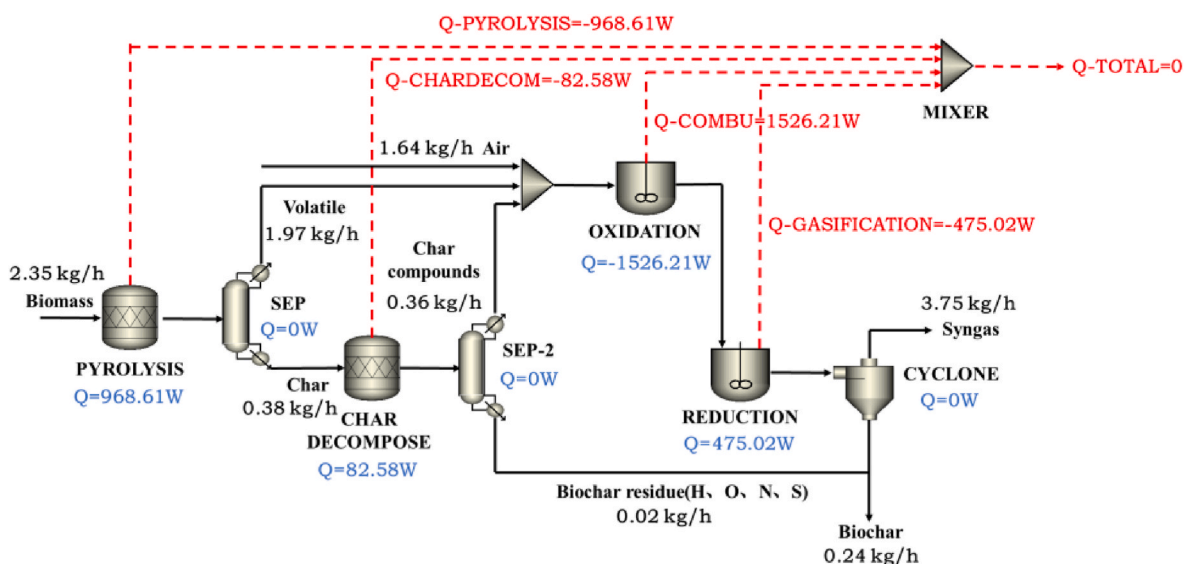 Q-PYROLYSIS=-968.61W
Q-CHARDECOM=-82.58W
Q-TOTAL=0
MIXER
Q-COMBU=1526.21W
1.64 kg/h Air
Volatile
1.97 kg/h
OXIDATION
Q=-1526.21W
Q-GASIFICATION=-475.02W
Char
compounds
0.36 kg/h
2.35 kg/h
Biomass
SEP
Q=0W
3.75 kg/h
Syngas
PYROLYSIS
Q=968.61W
SEP-2
Q=0W
CYCLONE
Q=0W
Char
0.38 kg/h
CHAR
DECOMPOSE
Q=82.58W
REDUCTION
Q=475.02W
Biochar residue(H、O、N、S)
0.02 kg/h
Biochar
0.24 kg/h